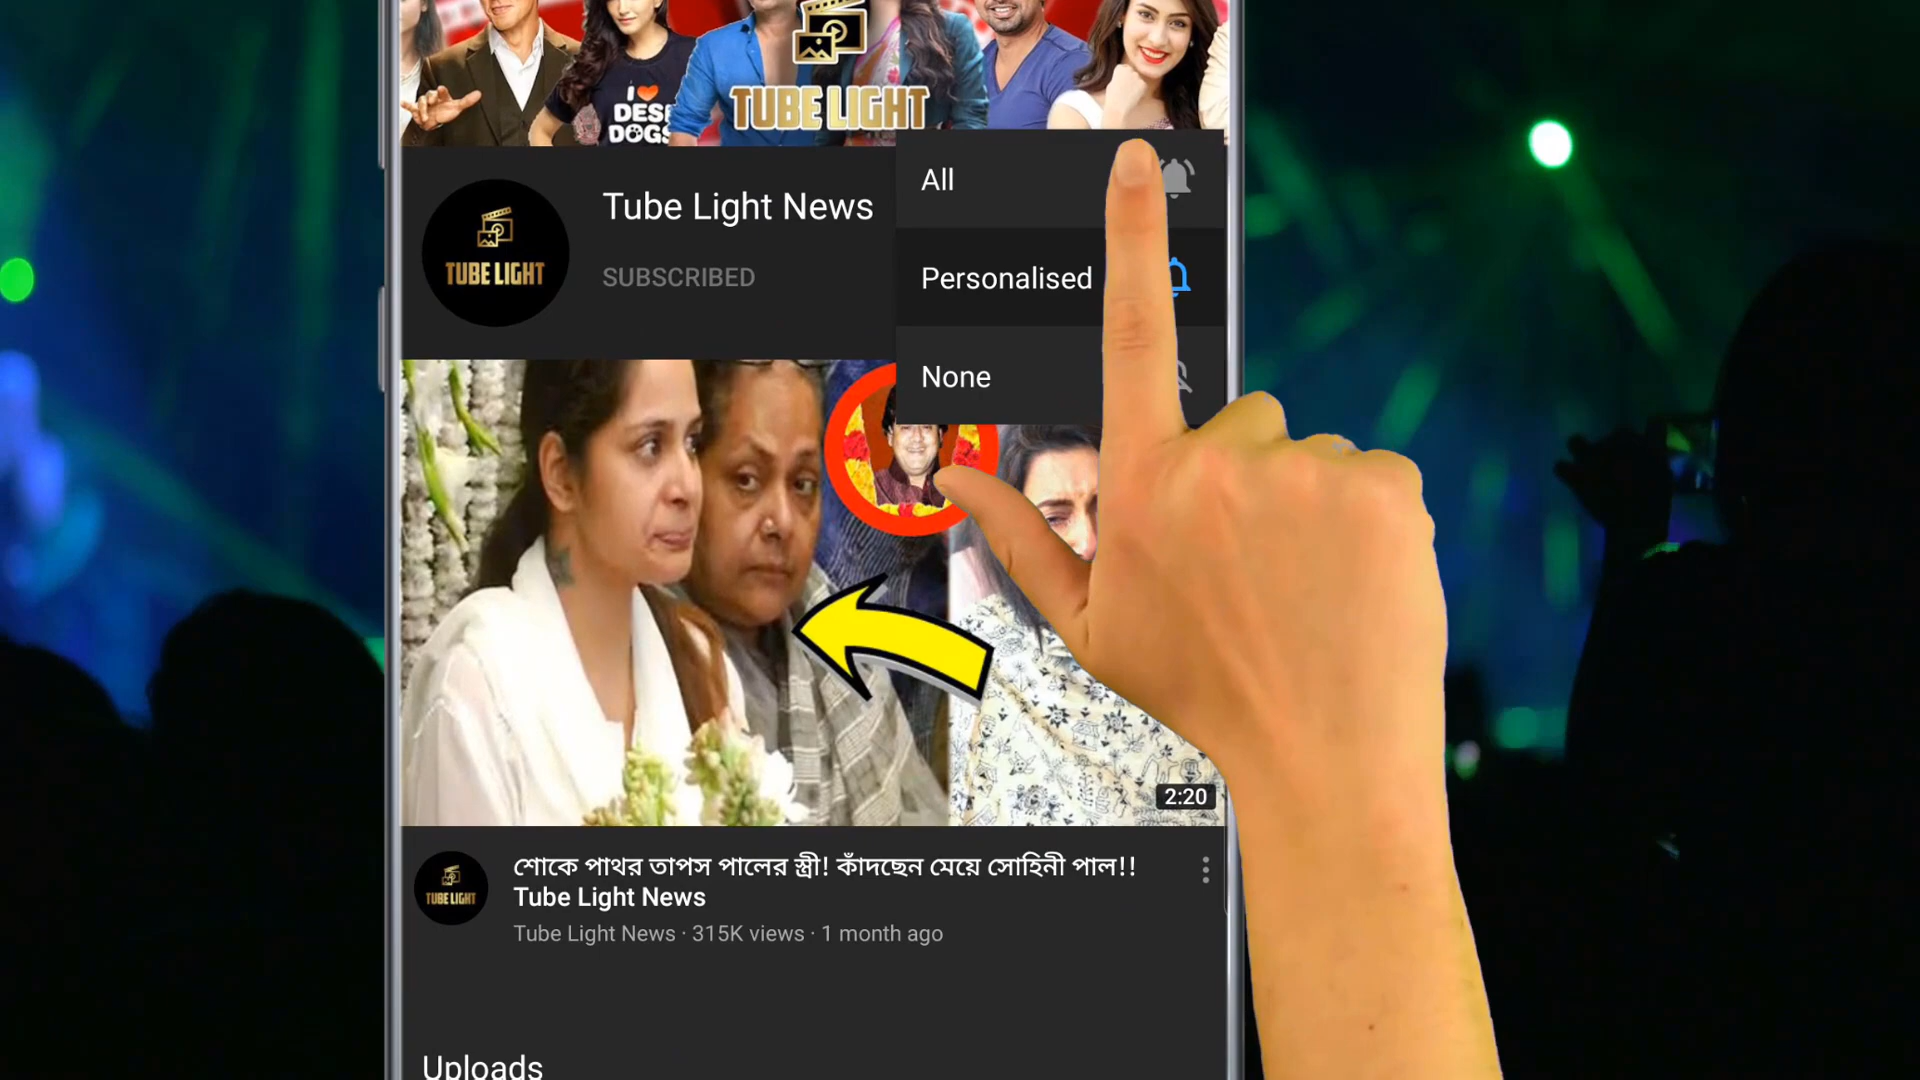 I ❤ 
DESI
DOGS
TUBE LIGHT
All
Tube Light News
TUBE LIGHT
SUBSCRIBED
Personalised
None
2:20
শোকে পাথর তাপস পালের স্ত্রী! কাঁদছেন মেয়ে সোহিনী পাল!!
Tube Light News
TUBE LIGHT
Tube Light News · 315K views · 1 month ago
Uploads